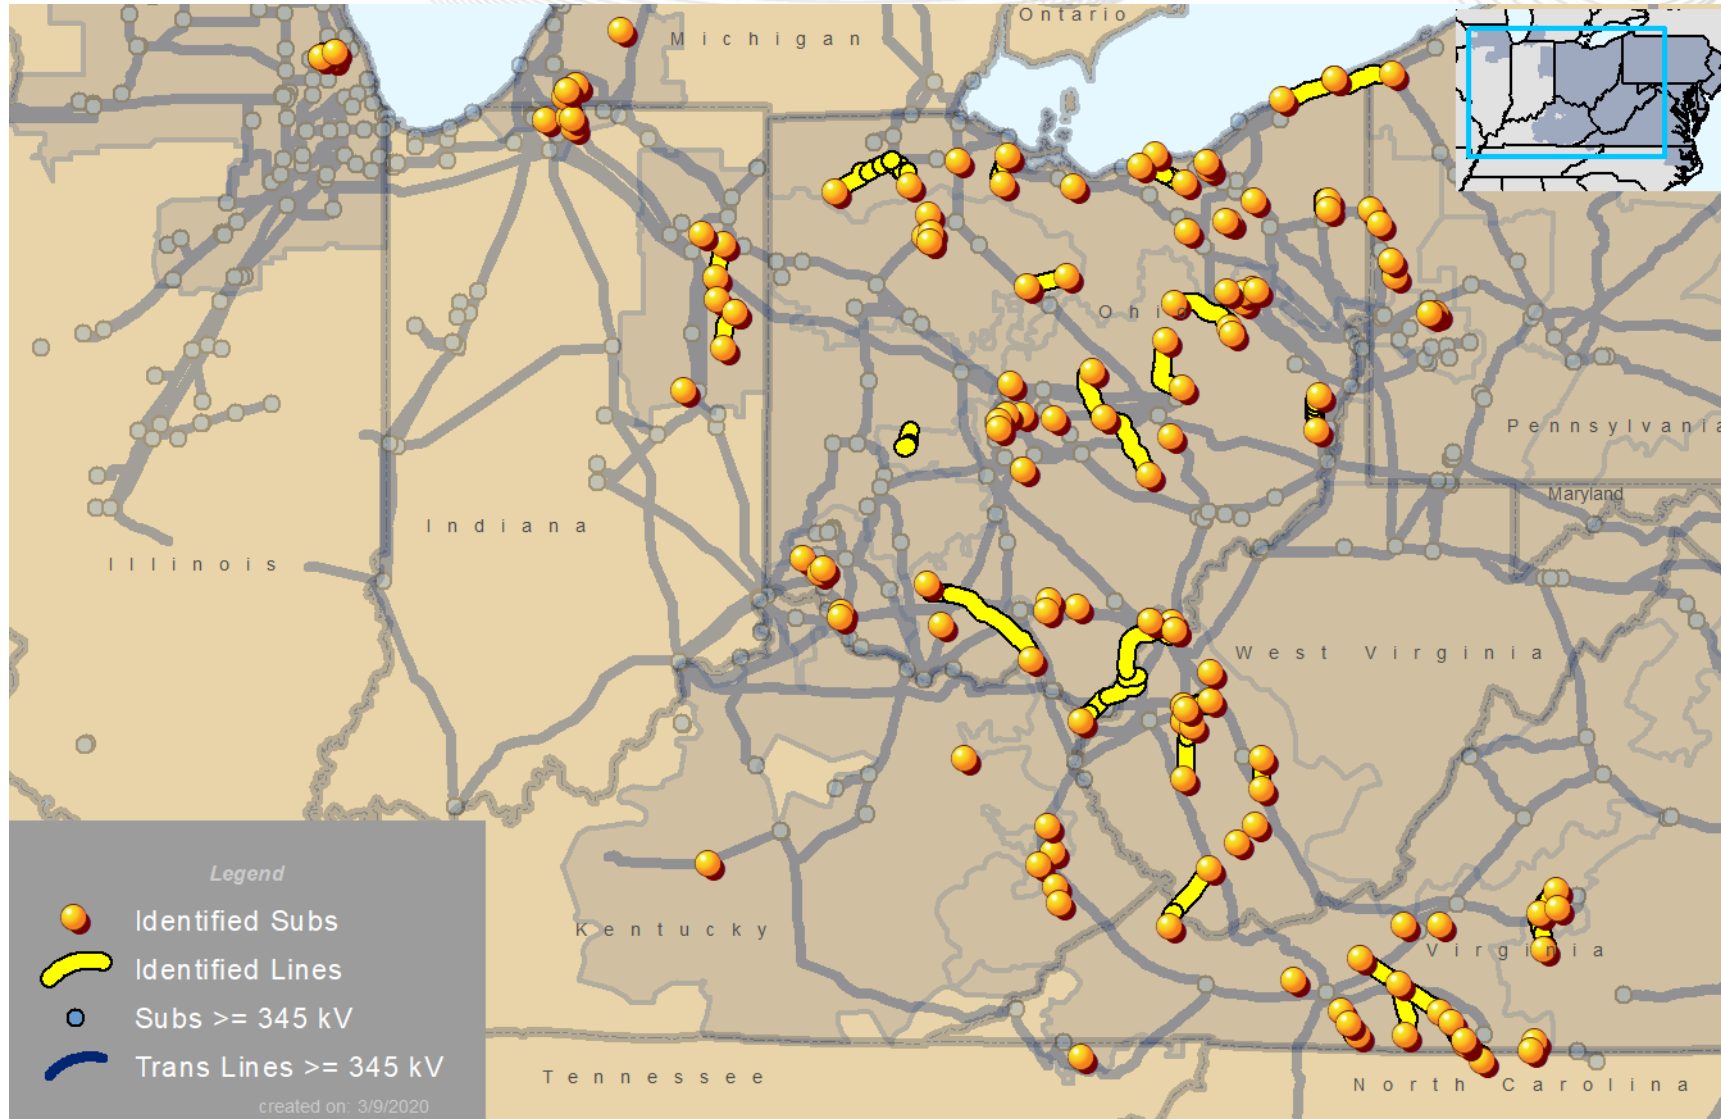 Ontario
Michigan
Ohio
Pennsylvania
Maryland
Indiana
Illinois
West Virginia
Kentucky
Virginia
Tennessee
North Carolina
Legend
Identified Subs
Identified Lines
Subs >= 345 kV
Trans Lines >= 345 kV
created on: 3/9/2020